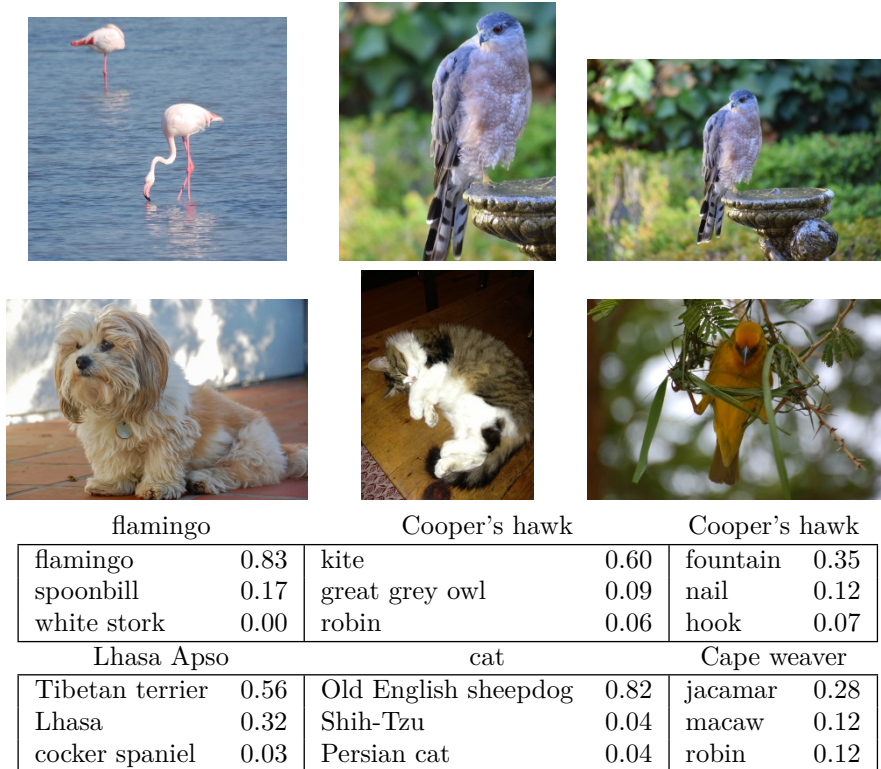 flamingo Cooper's hawk Cooper's hawk
flamingo 0.83 kite 0.60 fountain 0.35
spoonbill 0.17 great grey owl 0.09 nail 0.12
white stork 0.00 robin 0.06 hook 0.07
Lhasa Apso cat Cape weaver
Tibetan terrier 0.56 Old English sheepdog 0.82 jacamar 0.28
Lhasa 0.32 Shih-Tzu 0.04 macaw 0.12
cocker spaniel 0.03 Persian cat 0.04 robin 0.12